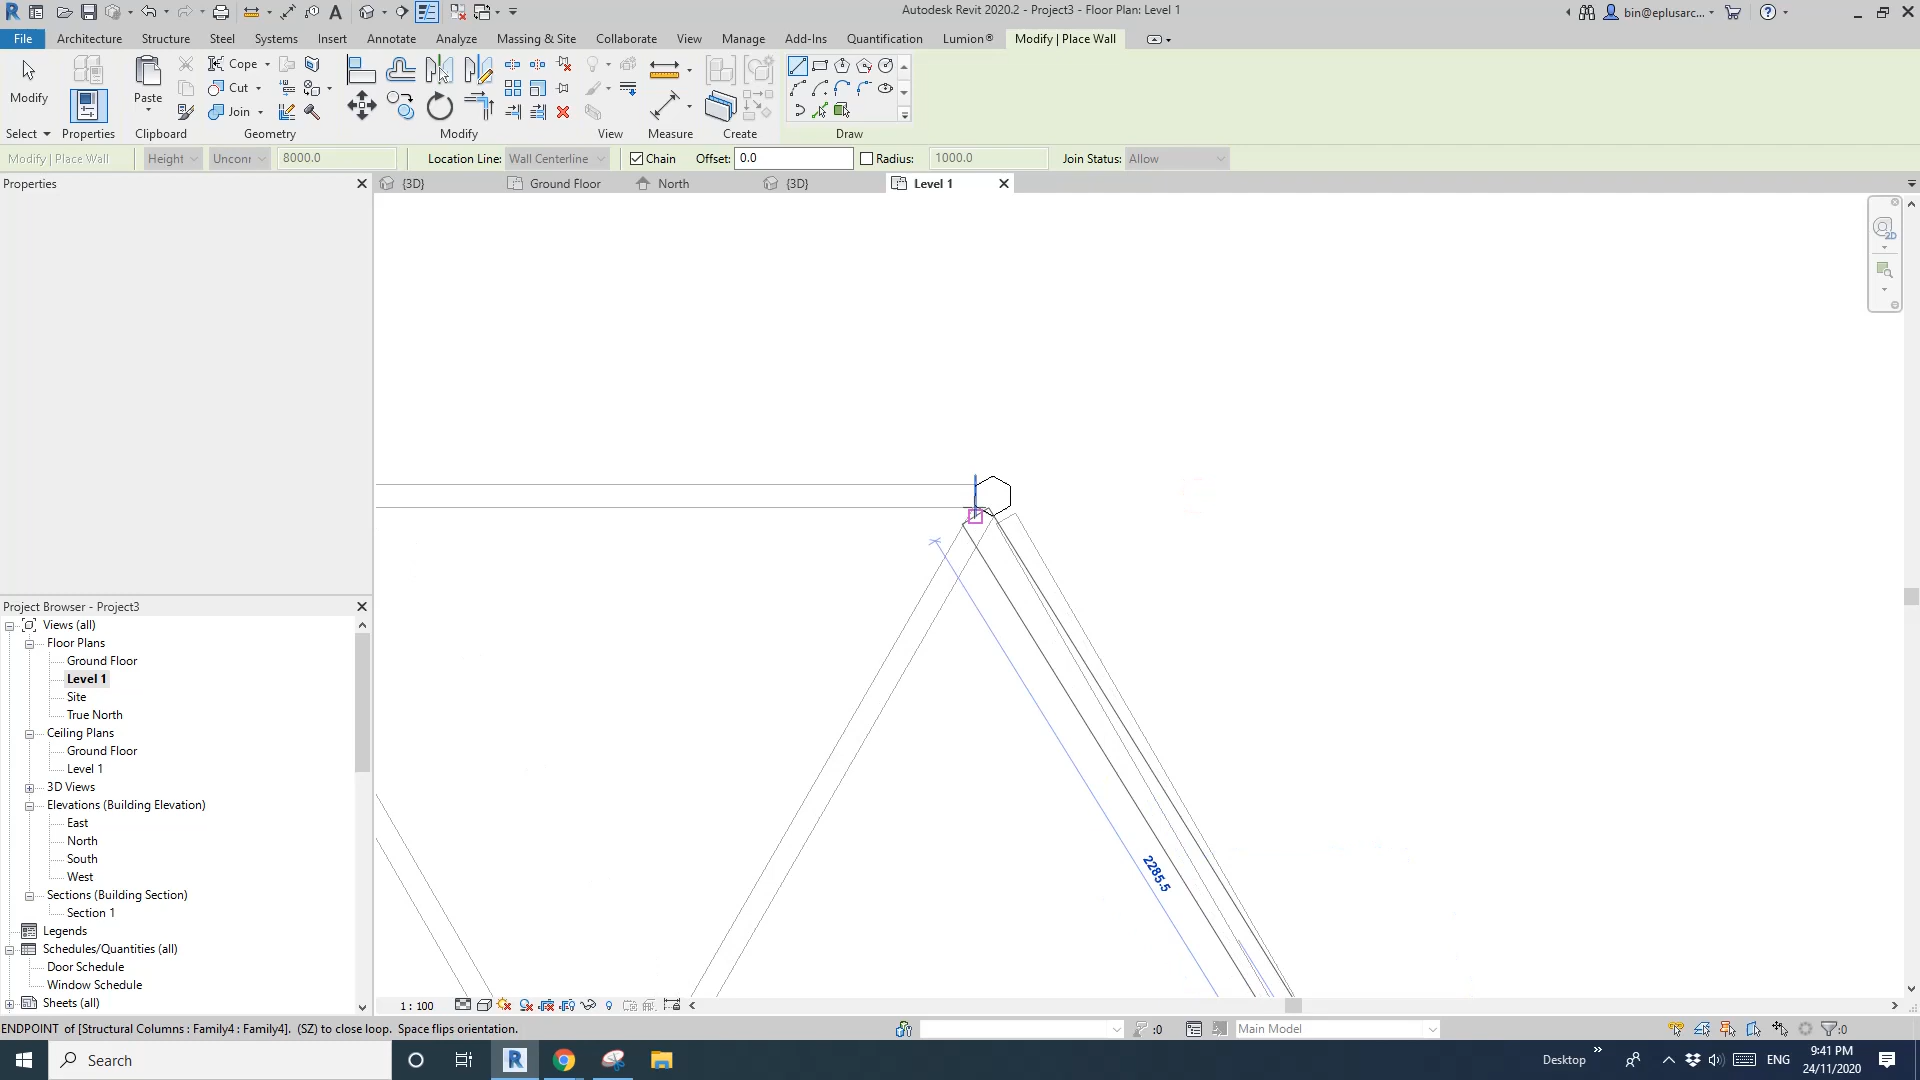 Autodesk Revit 2020.2 - Project3 - Floor Plan: Level 1
bin@eplusarc...
File Architecture Structure Steel Systems Insert Annotate Analyze Massing & Site Collaborate View Manage Add-Ins Quantification Lumion® Modify | Place Wall
Modify
Paste
Cope
Cut
Join
Select Properties Clipboard Geometry Modify View Measure Create Draw
Modify | Place Wall Height Unconr 8000.0 Location Line: Wall Centerline Chain Offset: 0.0 Radius: 1000.0 Join Status: Allow
Properties
{3D} Ground Floor North {3D} Level 1
2D
2285.5
Project Browser - Project3
Views (all)
Floor Plans
Ground Floor
Level 1
Site
True North
Ceiling Plans
Ground Floor
Level 1
3D Views
Elevations (Building Elevation)
East
North
South
West
Sections (Building Section)
Section 1
Legends
Schedules/Quantities (all)
Door Schedule
Window Schedule
Sheets (all)
1 : 100
ENDPOINT of [Structural Columns : Family4 : Family4]. (SZ) to close loop. Space flips orientation.
:0
Main Model
:0
Search
Desktop
ENG
9:41 PM
24/11/2020